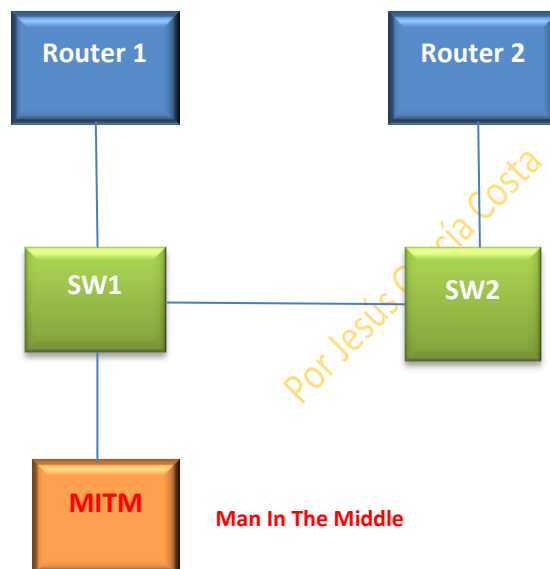 Router 1
Router 2
SW1
SW2
Por Jesús García Costa
MITM
Man In The Middle